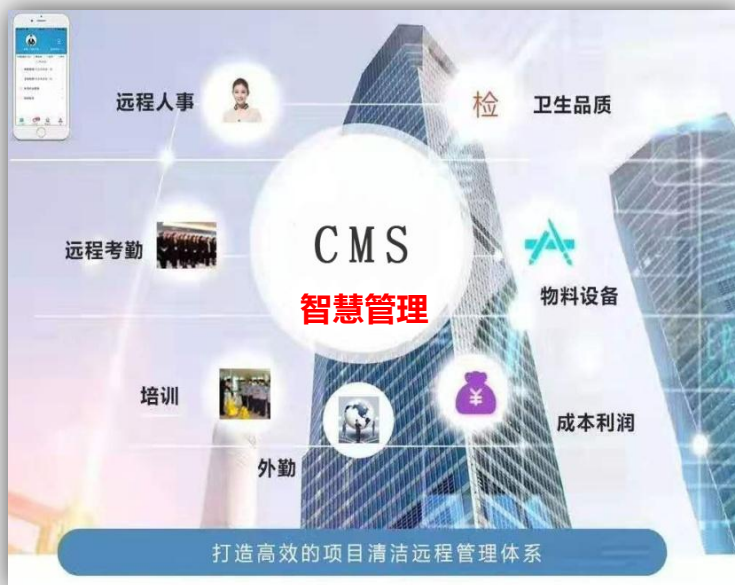 远程人事
检
卫生品质
远程考勤
CMS
智慧管理
物料设备
培训
成本利润
外勤
打造高效的项目清洁远程管理体系